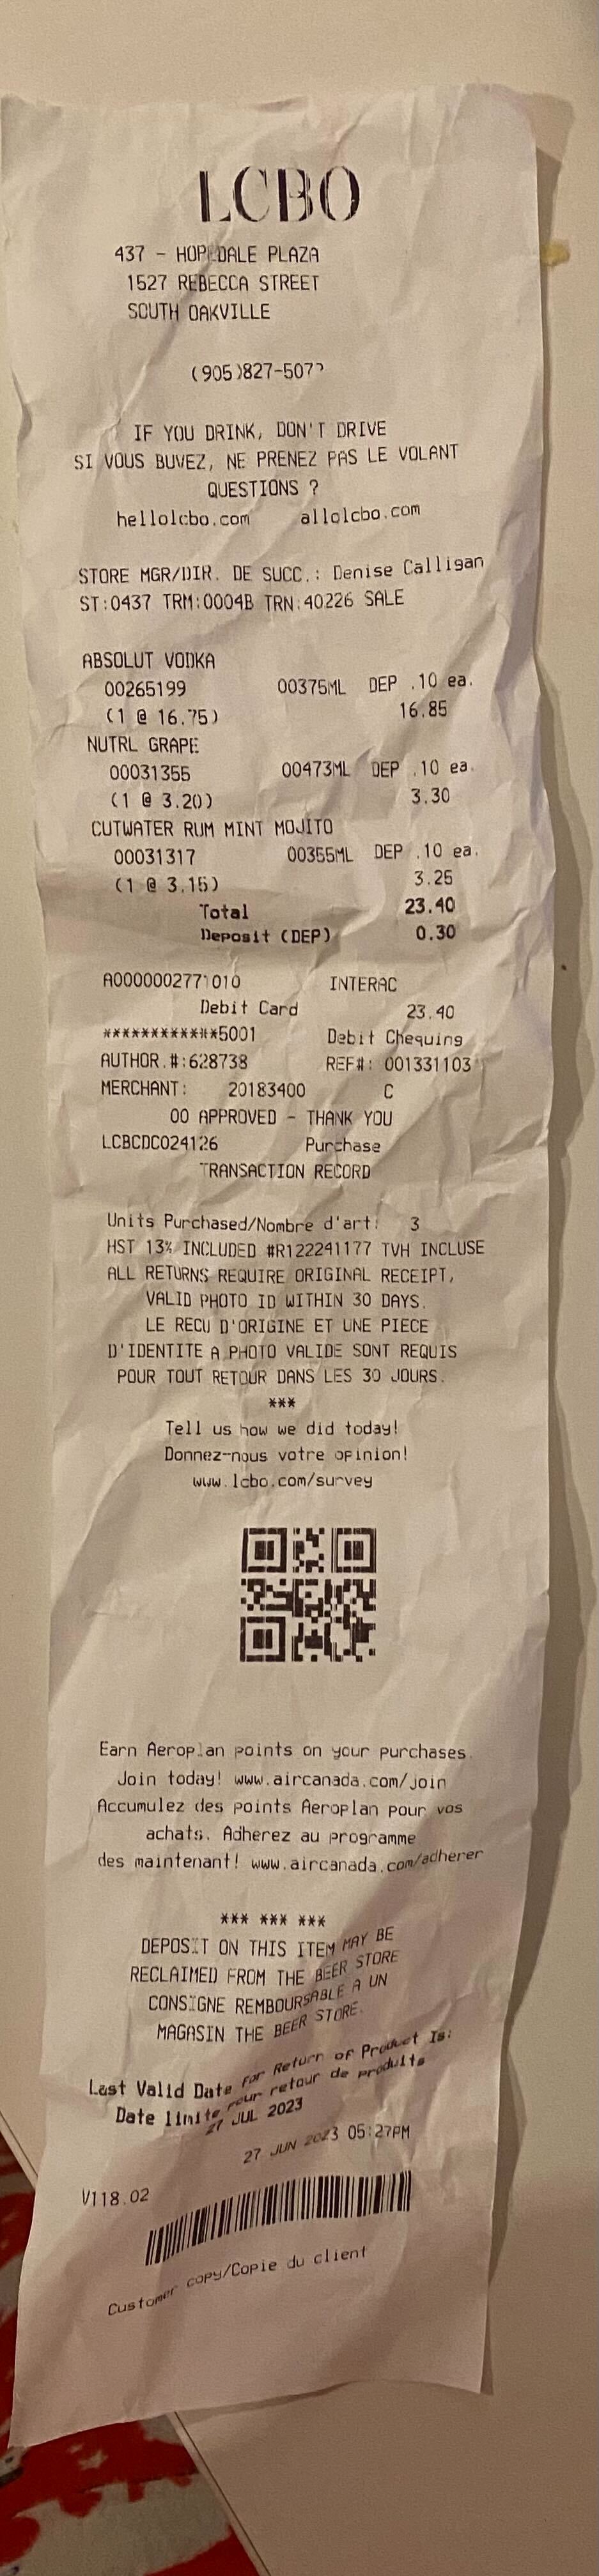 LCBO
437 - HOPEDALE PLAZA
1527 REBECCA STREET
SOUTH OAKVILLE
(905)827-507
IF YOU DRINK, DON'T DRIVE
SI VOUS BUVEZ, NE PRENEZ PAS LE VOLANT
QUESTIONS ?
hellolcbo.com allolcbo.com
STORE MGR/DIR. DE SUCC.: Denise Calligan
ST:0437 TRM:0004B TRN:40226 SALE
ABSOLUT VODKA
00265199 00375ML DEP .10 ea.
(1 @ 16.75) 16.85
NUTRL GRAPE
00031355 00473ML DEP .10 ea.
(1 @ 3.20) 3.30
CUTWATER RUM MINT MOJITO
00031317 00355ML DEP .10 ea.
(1 @ 3.15) 3.25
Total 23.40
Deposit (DEP) 0.30
A0000002771010 INTERAC
Debit Card 23.40
************5001 Debit Chequing
AUTHOR.#:628738 REF#: 001331103
MERCHANT: 20183400 C
00 APPROVED - THANK YOU
LCBCDC024126 Purchase
TRANSACTION RECORD
Units Purchased/Nombre d'art: 3
HST 13% INCLUDED #R122241177 TVH INCLUSE
ALL RETURNS REQUIRE ORIGINAL RECEIPT,
VALID PHOTO ID WITHIN 30 DAYS.
LE RECU D'ORIGINE ET UNE PIECE
D'IDENTITE A PHOTO VALIDE SONT REQUIS
POUR TOUT RETOUR DANS LES 30 JOURS.
***
Tell us how we did today!
Donnez-nous votre opinion!
www.lcbo.com/survey
Earn Aeroplan points on your purchases.
Join today! www.aircanada.com/join
Accumulez des points Aeroplan pour vos
achats. Adherez au programme
des maintenant! www.aircanada.com/adherer
*** *** ***
DEPOSIT ON THIS ITEM MAY BE
RECLAIMED FROM THE BEER STORE
CONSIGNE REMBOURSABLE A UN
MAGASIN THE BEER STORE.
Last Valid Date for Return of Product Is:
Date limite pour retour de produits
27 JUL 2023
27 JUN 2023 05:27PM
V118.02
Customer copy/Copie du client